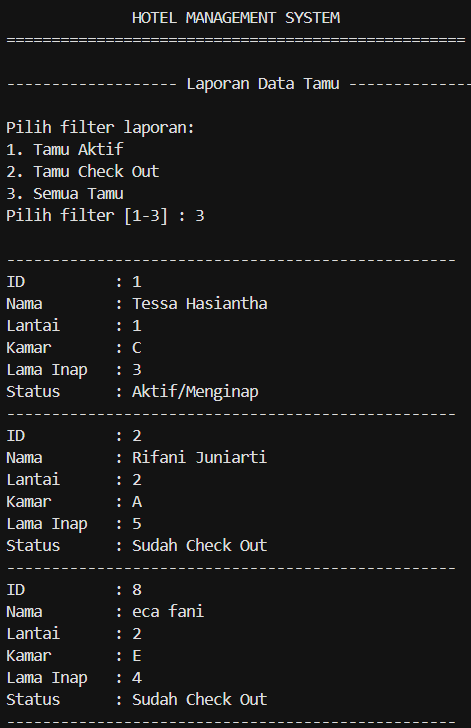 HOTEL MANAGEMENT SYSTEM
===================================================
------------------- Laporan Data Tamu -------------
Pilih filter laporan:
1. Tamu Aktif
2. Tamu Check Out
3. Semua Tamu
Pilih filter [1-3] : 3
--------------------------------------------------
ID : 1
Nama : Tessa Hasiantha
Lantai : 1
Kamar : C
Lama Inap : 3
Status : Aktif/Menginap
--------------------------------------------------
ID : 2
Nama : Rifani Juniarti
Lantai : 2
Kamar : A
Lama Inap : 5
Status : Sudah Check Out
--------------------------------------------------
ID : 8
Nama : eca fani
Lantai : 2
Kamar : E
Lama Inap : 4
Status : Sudah Check Out
--------------------------------------------------